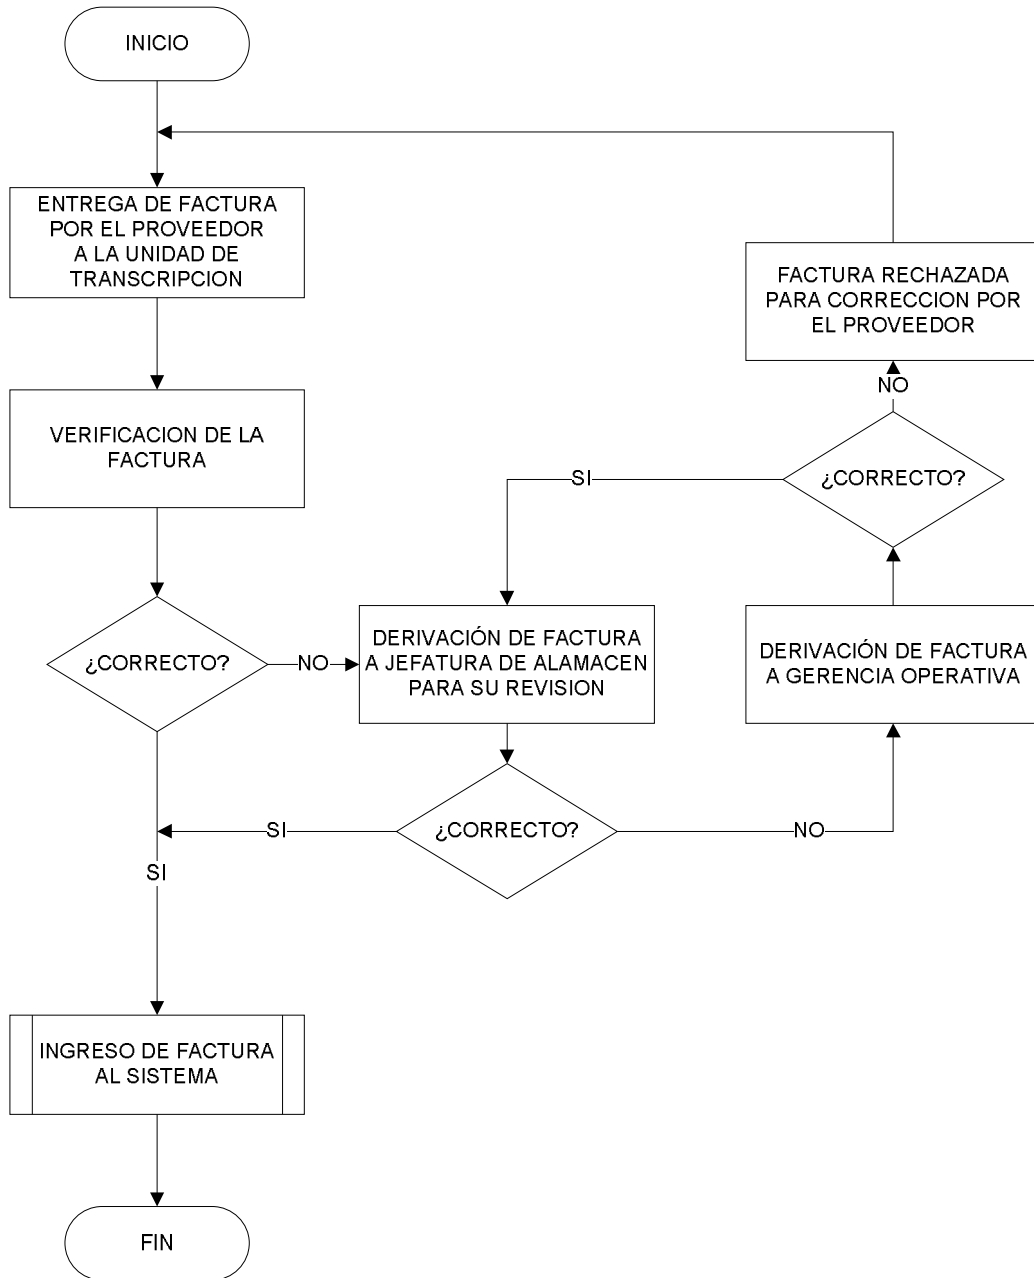 INICIO
ENTREGA DE FACTURA
POR EL PROVEEDOR
A LA UNIDAD DE
TRANSCRIPCION
FACTURA RECHAZADA
PARA CORRECCION POR
EL PROVEEDOR
NO
VERIFICACION DE LA
FACTURA
SI
¿CORRECTO?
¿CORRECTO?
NO
DERIVACIÓN DE FACTURA
A JEFATURA DE ALAMACEN
PARA SU REVISION
DERIVACIÓN DE FACTURA
A GERENCIA OPERATIVA
SI
¿CORRECTO?
NO
SI
INGRESO DE FACTURA
AL SISTEMA
FIN